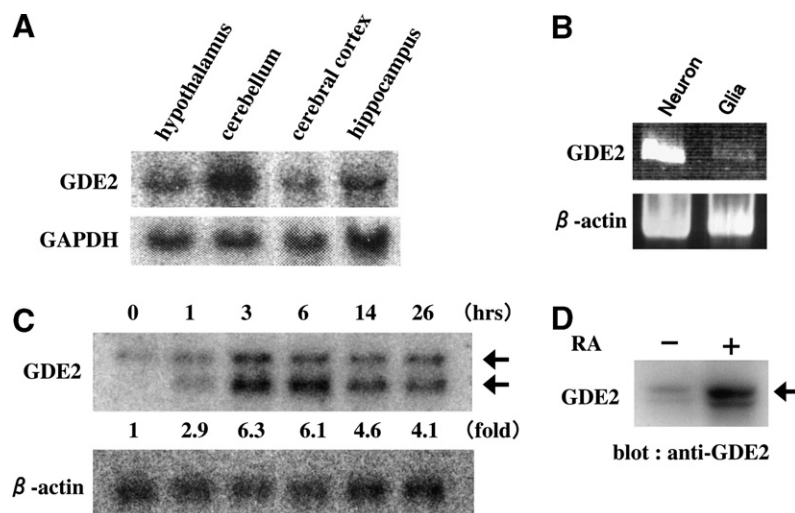 A
hypothalamus
cerebellum
cerebral cortex
hippocampus
GDE2
GAPDH
B
Neuron
Glia
GDE2
β-actin
C
0 1 3 6 14 26 (hrs)
GDE2
1 2.9 6.3 6.1 4.6 4.1 (fold)
β-actin
D
RA − +
GDE2
blot : anti-GDE2